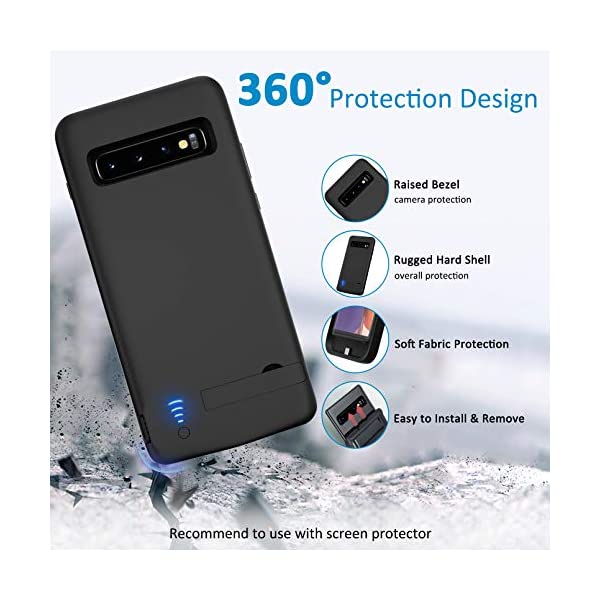 360° Protection Design
Raised Bezel
camera protection
Rugged Hard Shell
overall protection
Soft Fabric Protection
Easy to Install & Remove
Recommend to use with screen protector